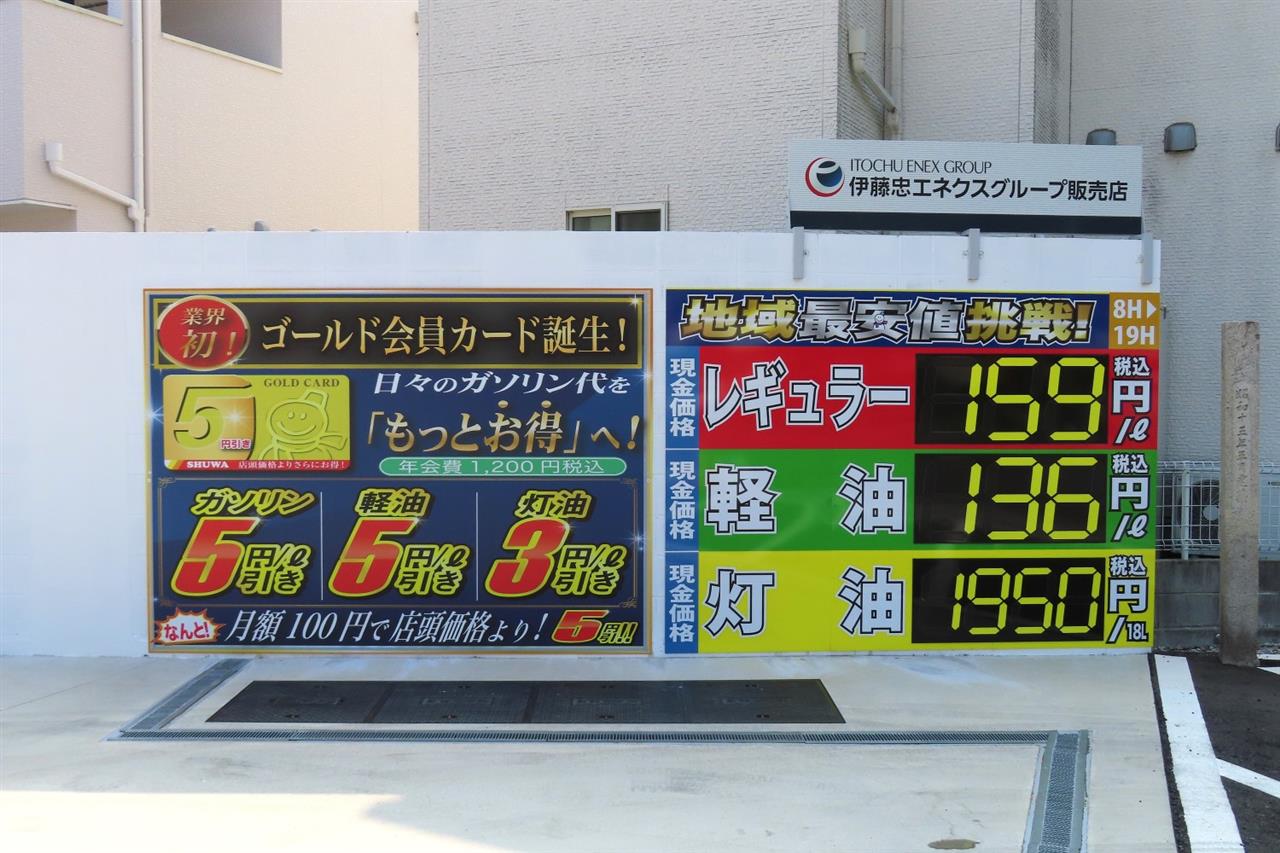 ITOCHU ENEX GROUP
伊藤忠エネクスグループ販売店
業界
初!
ゴールド会員カード誕生!
GOLD CARD
5
円引き
SHUWA 店頭価格よりさらにお得!
日々のガソリン代を
「もっとお得」へ!
年会費1,200円税込
ガソリン
5円/ℓ引き
軽油
5円/ℓ引き
灯油
3円/ℓ引き
なんと!
月額100円で店頭価格より!
地域最安値挑戦!
8H▶
19H
現金価格
レギュラー
159
税込
円/ℓ
現金価格
軽油
136
税込
円/ℓ
現金価格
灯油
1950
税込
円/18L